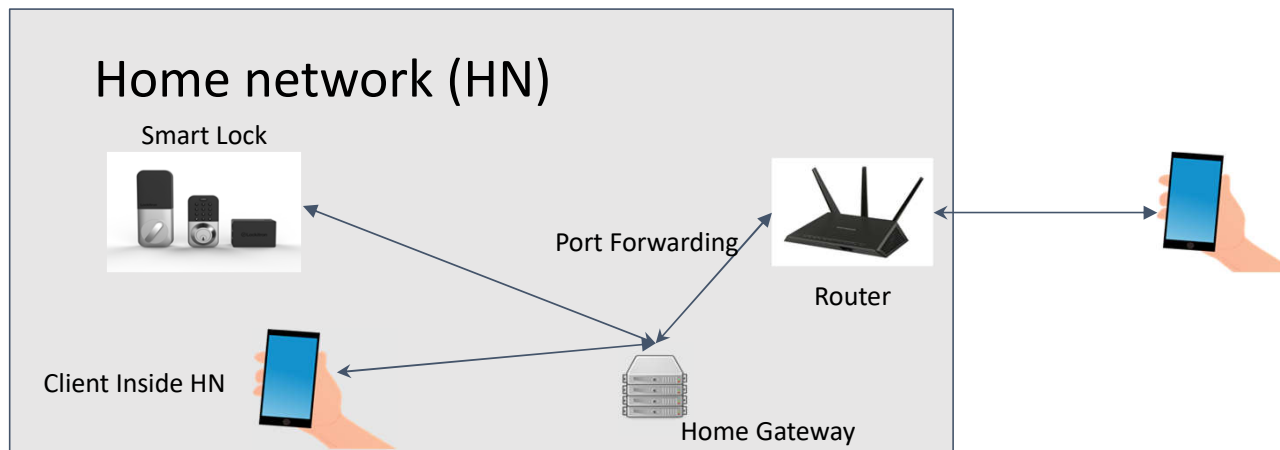 Home network (HN)
Smart Lock
Port Forwarding
Router
Client Inside HN
Home Gateway